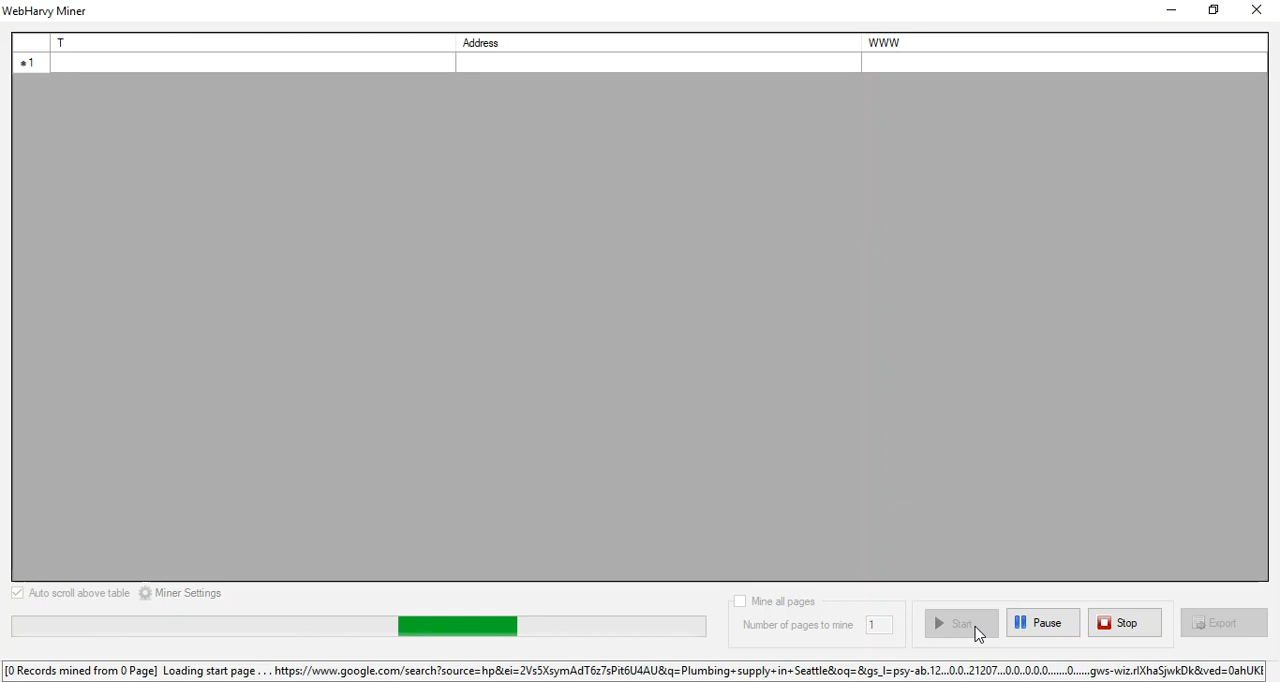 WebHarvy Miner
T Address WWW
* 1
Auto scroll above table Miner Settings
Mine all pages
Number of pages to mine 1
Start Pause Stop Export
[0 Records mined from 0 Page] Loading start page . . . https://www.google.com/search?source=hp&ei=2Vs5XsymAdT6z7sPit6U4AU&q=Plumbing+supply+in+Seattle&oq=&gs_l=psy-ab.12...0.0..21207...0.0..0.0.0.......0......gws-wiz.rlXhaSjwkDk&ved=0ahUKE